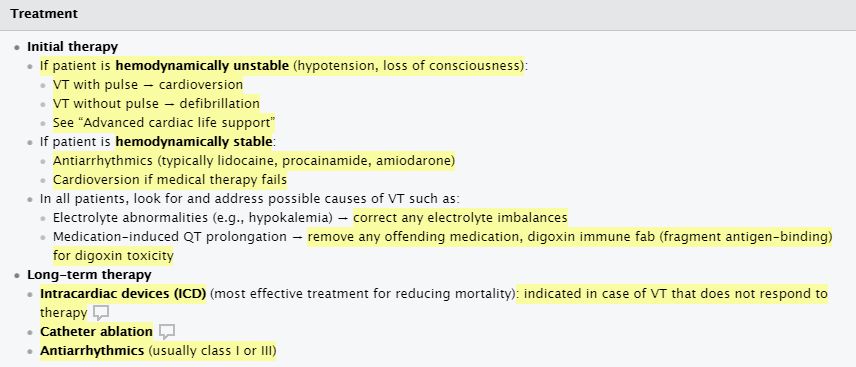 Treatment
Initial therapy
If patient is hemodynamically unstable (hypotension, loss of consciousness):
VT with pulse → cardioversion
VT without pulse → defibrillation
See “Advanced cardiac life support”
If patient is hemodynamically stable:
Antiarrhythmics (typically lidocaine, procainamide, amiodarone)
Cardioversion if medical therapy fails
In all patients, look for and address possible causes of VT such as:
Electrolyte abnormalities (e.g., hypokalemia) → correct any electrolyte imbalances
Medication-induced QT prolongation → remove any offending medication, digoxin immune fab (fragment antigen-binding)
for digoxin toxicity
Long-term therapy
Intracardiac devices (ICD) (most effective treatment for reducing mortality): indicated in case of VT that does not respond to
therapy
Catheter ablation
Antiarrhythmics (usually class I or III)